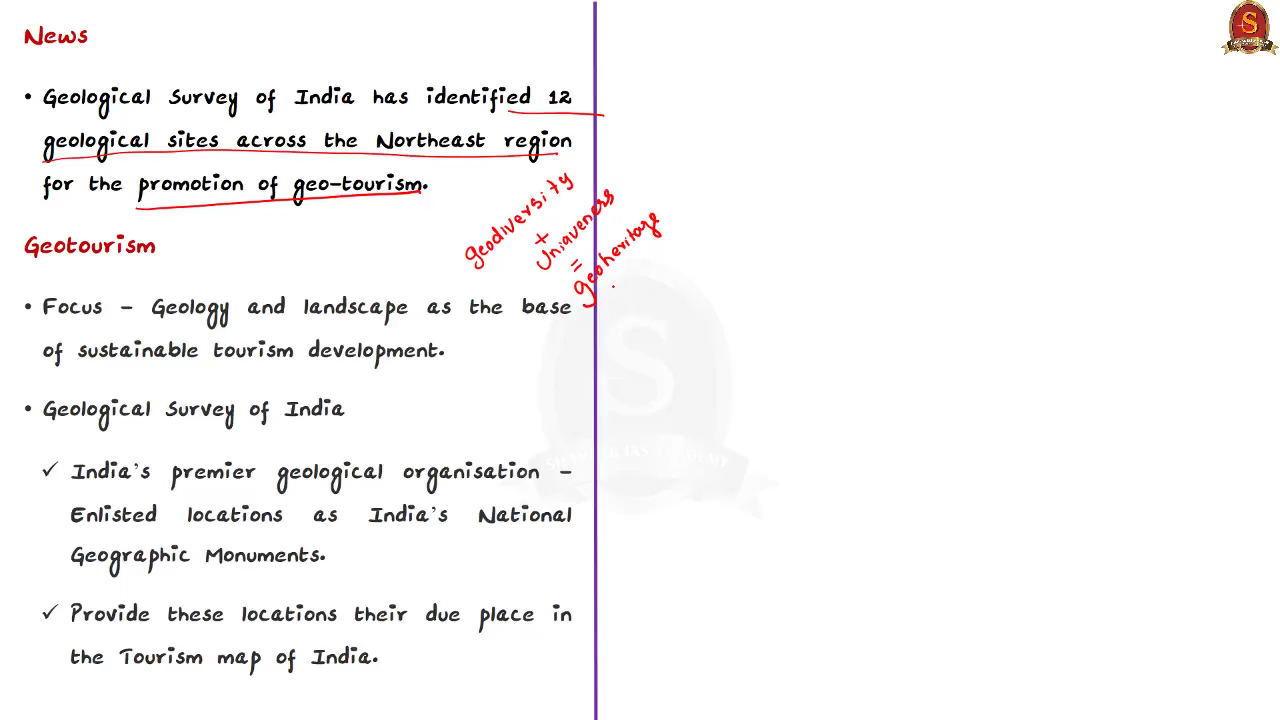 News
• Geological Survey of India has identified 12
geological sites across the Northeast region
for the promotion of geo-tourism.
geodiversity
+
Uniqueness
=
geoheritage
Geotourism
• Focus – Geology and landscape as the base
of sustainable tourism development.
• Geological Survey of India
✓ India's premier geological organisation –
Enlisted locations as India's National
Geographic Monuments.
✓ Provide these locations their due place in
the Tourism map of India.
S